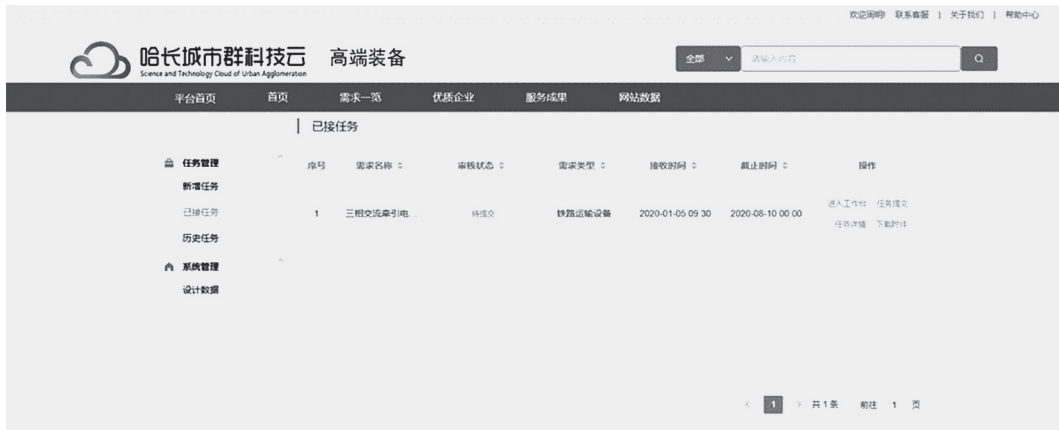 欢迎周明! 联系客服 | 关于我们 | 帮助中心
哈长城市群科技云 高端装备
Science and Technology Cloud of Urban Agglomeration
全部 请输入内容
平台首页 首页 需求一览 优质企业 服务成果 网站数据
已接任务
任务管理
新增任务
已接任务
历史任务
系统管理
设计数据
序号 需求名称 审核状态 需求类型 接收时间 截止时间 操作
1 三相交流牵引电... 待提交 铁路运输设备 2020-01-05 09 30 2020-08-10 00 00 进入工作台 任务提交
任务详情 下载附件
< 1 > 共 1 条 前往 1 页